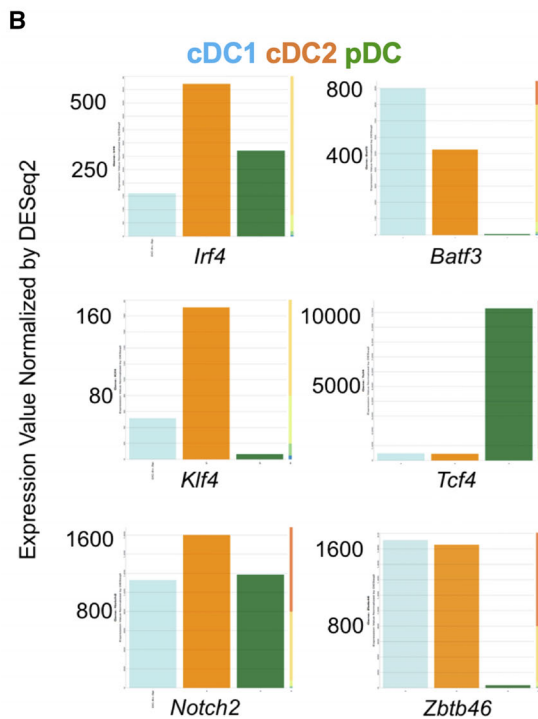 B
cDC1 cDC2 pDC
Expression Value Normalized by DESeq2
500
250
Irf4
800
400
Batf3
160
80
Klf4
10000
5000
Tcf4
1600
800
Notch2
1600
800
Zbtb46